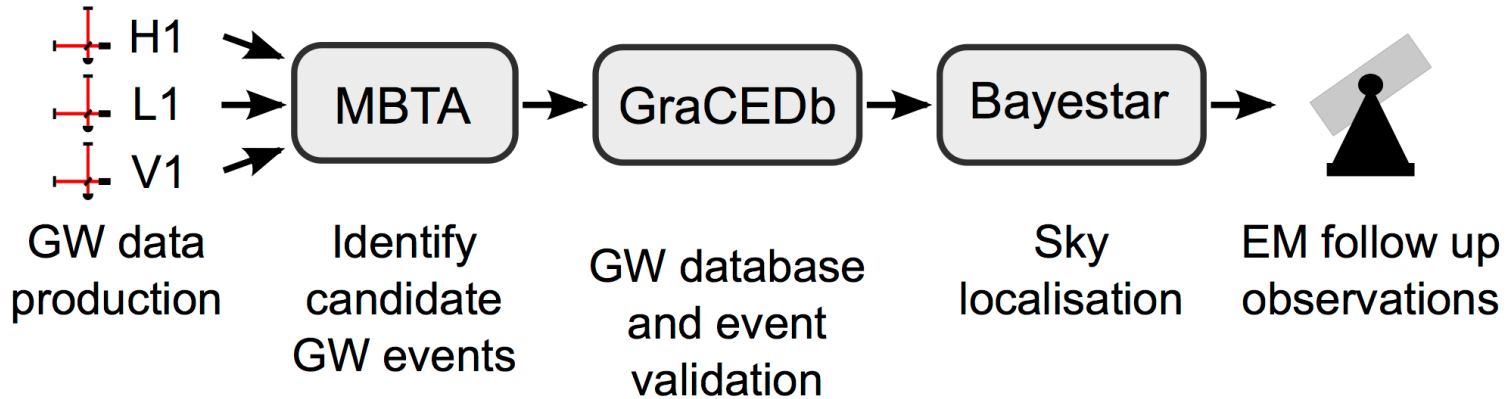 H1
L1
V1
MBTA
GraCEDb
Bayestar
GW data
production
Identify
candidate
GW events
GW database
and event
validation
Sky
localisation
EM follow up
observations